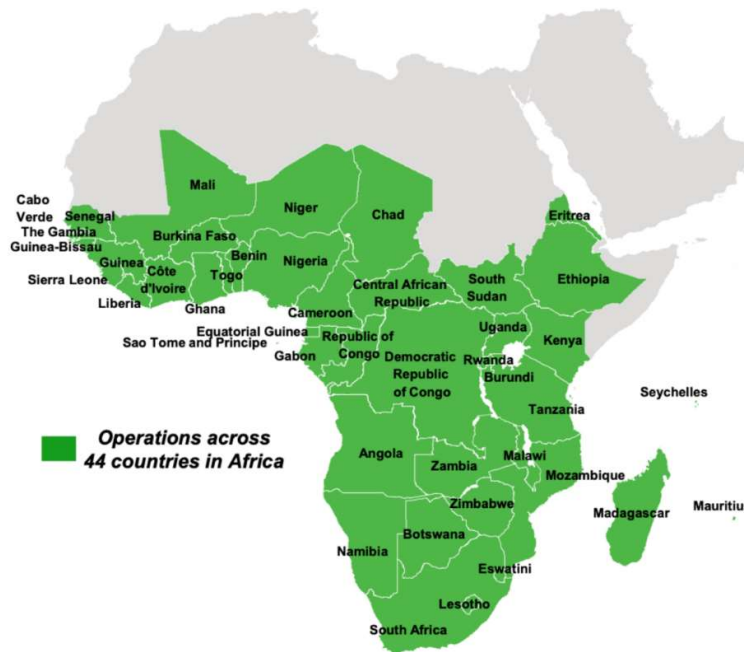 Mali
Niger
Chad
Eritrea
Cabo
Verde
Senegal
The Gambia
Guinea-Bissau
Burkina Faso
Benin
Nigeria
Guinea
Côte
d'Ivoire
Togo
Sierra Leone
Liberia
Ghana
Central African
Republic
South
Sudan
Ethiopia
Cameroon
Equatorial Guinea
Sao Tome and Principe
Gabon
Republic of
Congo
Uganda
Kenya
Rwanda
Burundi
Democratic
Republic
of Congo
Tanzania
Seychelles
Operations across
44 countries in Africa
Angola
Zambia
Malawi
Mozambique
Zimbabwe
Madagascar
Mauritiu
Namibia
Botswana
Eswatini
Lesotho
South Africa